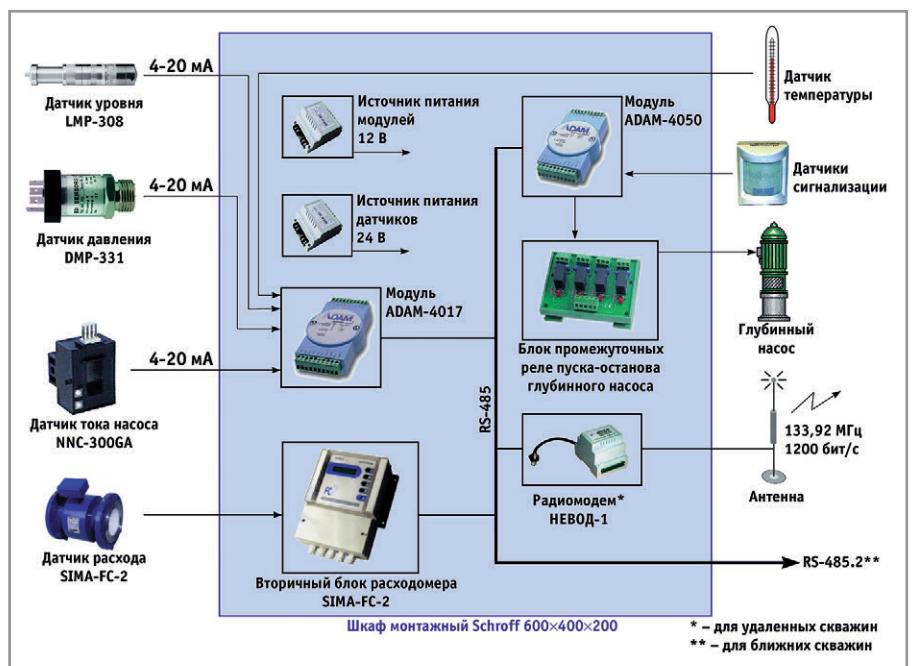 4-20 мА
Датчик уровня
LMP-308
Источник питания
модулей
12 В
Модуль
ADAM-4050
Датчик
температуры
4-20 мА
Датчик давления
DMP-331
Источник питания
датчиков
24 В
Датчики
сигнализации
ADAM
ADAM
Модуль
ADAM-4017
Глубинный
насос
Блок промежуточных
реле пуска-останова
глубинного насоса
4-20 мА
Датчик тока насоса
NNC-300GA
RS-485
133,92 МГц
1200 бит/с
Антенна
Радиомодем*
НЕВОД-1
Датчик расхода
SIMA-FC-2
Вторичный блок расходомера
SIMA-FC-2
RS-485.2**
Шкаф монтажный Schroff 600×400×200
* – для удаленных скважин
** – для ближних скважин